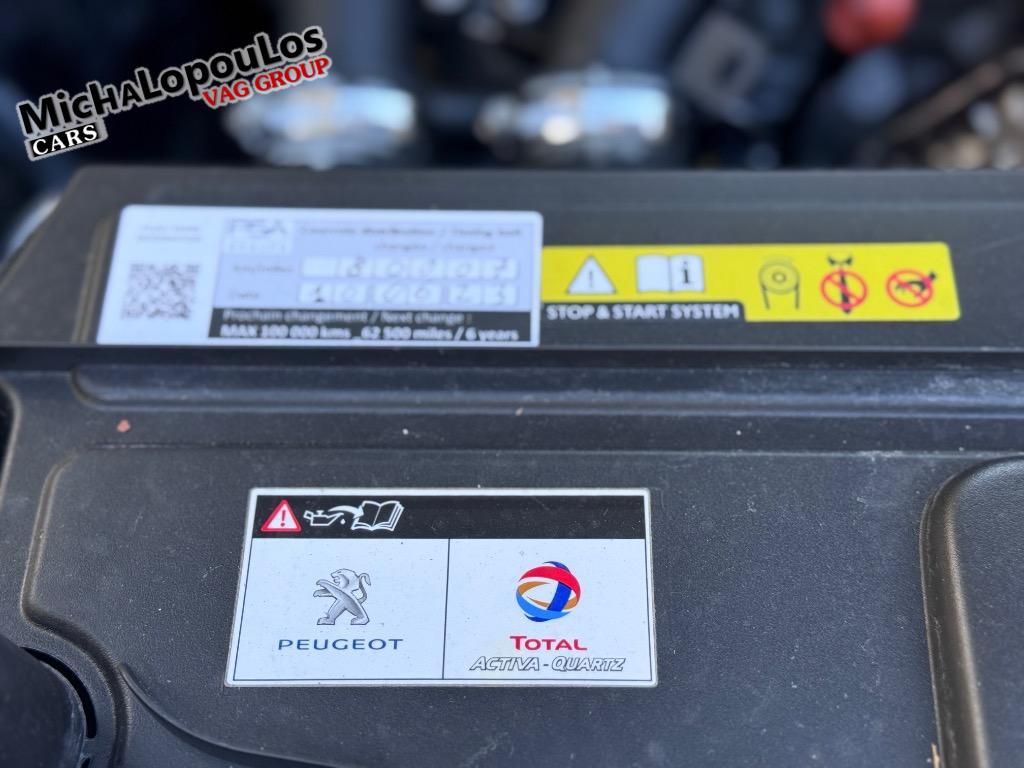 MichaLopouLos
VAG GROUP
CARS
PSA
Prochain changement / Next change :
MAX 100 000 kms _62 500 miles / 6 years
STOP & START SYSTEM
i
PEUGEOT
TOTAL
ACTIVA - QUARTZ